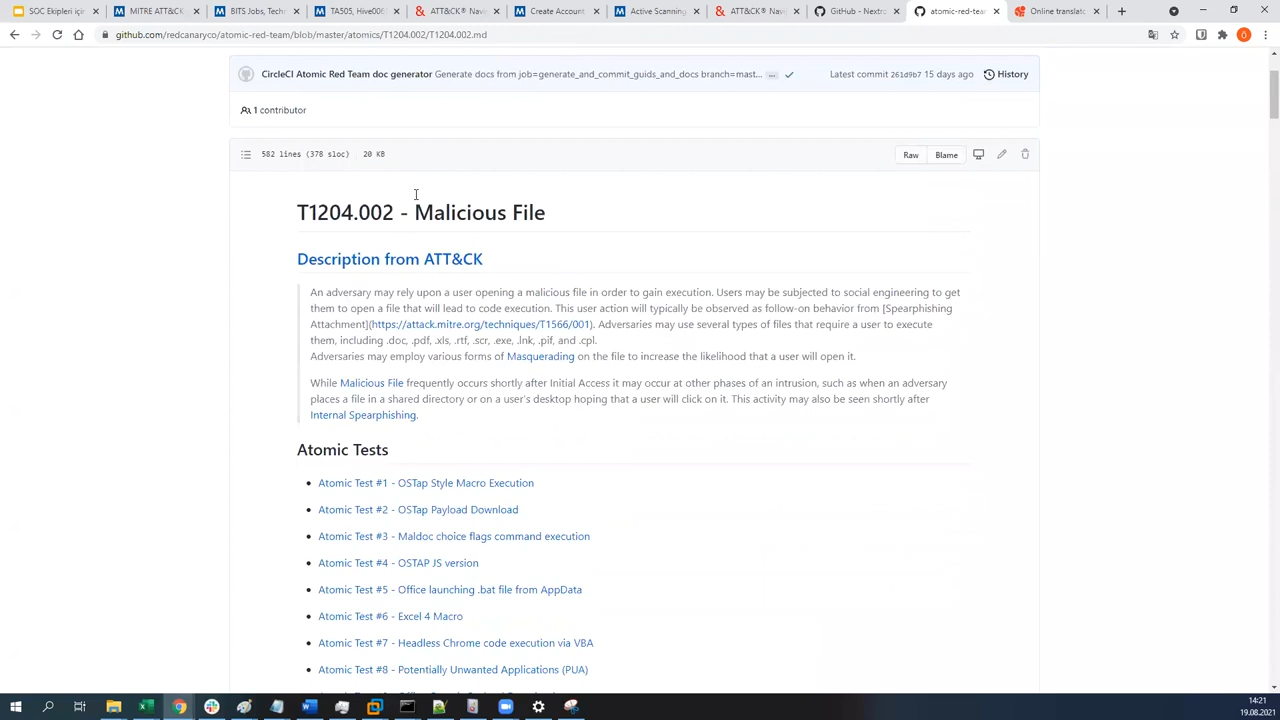 SOC Ekipleri için
MITRE ATT&CK
BITS Jobs, Techn
TA505, Hive006
ATT&CK® Navi
Create Account,
Active Scanning
ATT&CK® Navi
GitHub - Nextro
atomic-red-tea
Online translato
github.com/redcanaryco/atomic-red-team/blob/master/atomics/T1204.002/T1204.002.md
CircleCI Atomic Red Team doc generator Generate docs from job=generate_and_commit_guids_and_docs branch=mast... ... Latest commit 261d9b7 15 days ago History
1 contributor
582 lines (378 sloc) 20 KB
Raw Blame
T1204.002 - Malicious File
Description from ATT&CK
An adversary may rely upon a user opening a malicious file in order to gain execution. Users may be subjected to social engineering to get
them to open a file that will lead to code execution. This user action will typically be observed as follow-on behavior from [Spearphishing
Attachment](https://attack.mitre.org/techniques/T1566/001). Adversaries may use several types of files that require a user to execute
them, including .doc, .pdf, .xls, .rtf, .scr, .exe, .lnk, .pif, and .cpl.
Adversaries may employ various forms of Masquerading on the file to increase the likelihood that a user will open it.
While Malicious File frequently occurs shortly after Initial Access it may occur at other phases of an intrusion, such as when an adversary
places a file in a shared directory or on a user's desktop hoping that a user will click on it. This activity may also be seen shortly after
Internal Spearphishing.
Atomic Tests
• Atomic Test #1 - OSTap Style Macro Execution
• Atomic Test #2 - OSTap Payload Download
• Atomic Test #3 - Maldoc choice flags command execution
• Atomic Test #4 - OSTAP JS version
• Atomic Test #5 - Office launching .bat file from AppData
• Atomic Test #6 - Excel 4 Macro
• Atomic Test #7 - Headless Chrome code execution via VBA
• Atomic Test #8 - Potentially Unwanted Applications (PUA)
14:21
19.08.2021